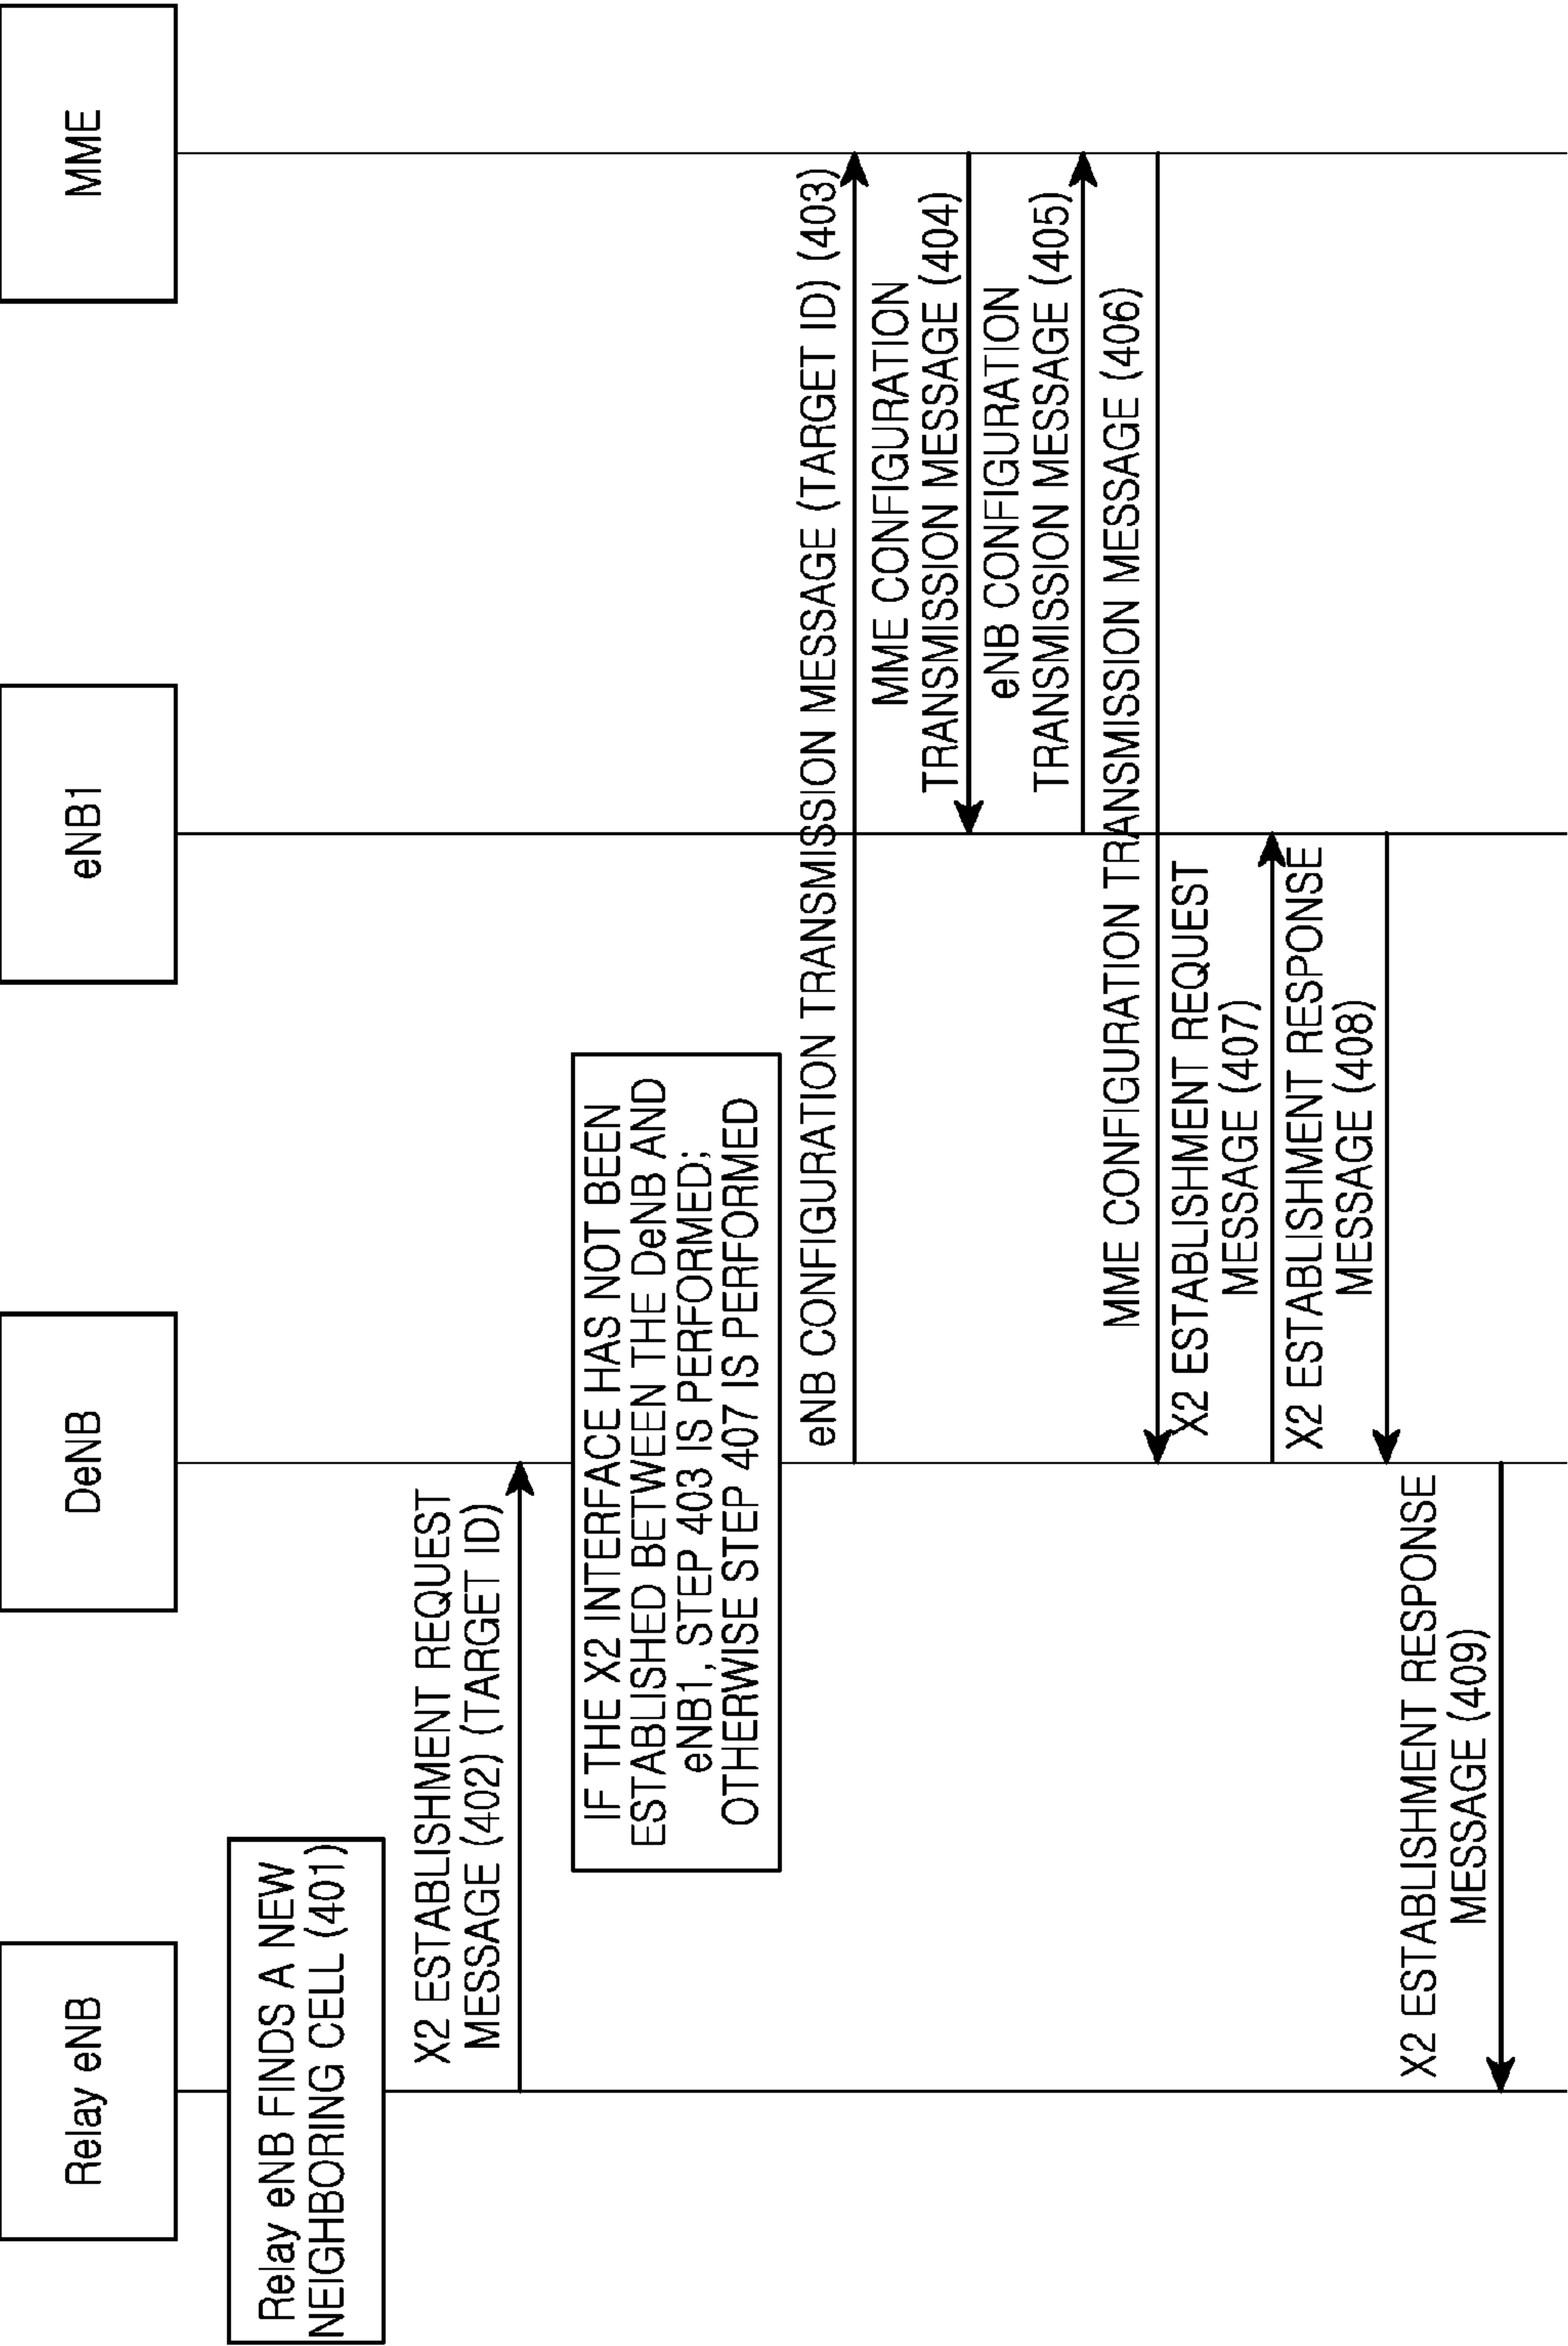 Relay eNB
DeNB
eNB1
MME
Relay eNB FINDS A NEW
NEIGHBORING CELL (401)
X2 ESTABLISHMENT REQUEST
MESSAGE (402) (TARGET ID)
IF THE X2 INTERFACE HAS NOT BEEN
ESTABLISHED BETWEEN THE DeNB AND
eNB1, STEP 403 IS PERFORMED;
OTHERWISE STEP 407 IS PERFORMED
eNB CONFIGURATION TRANSMISSION MESSAGE (TARGET ID) (403)
MME CONFIGURATION
TRANSMISSION MESSAGE (404)
eNB CONFIGURATION
TRANSMISSION MESSAGE (405)
MME CONFIGURATION TRANSMISSION MESSAGE (406)
X2 ESTABLISHMENT REQUEST
MESSAGE (407)
X2 ESTABLISHMENT RESPONSE
MESSAGE (408)
X2 ESTABLISHMENT RESPONSE
MESSAGE (409)